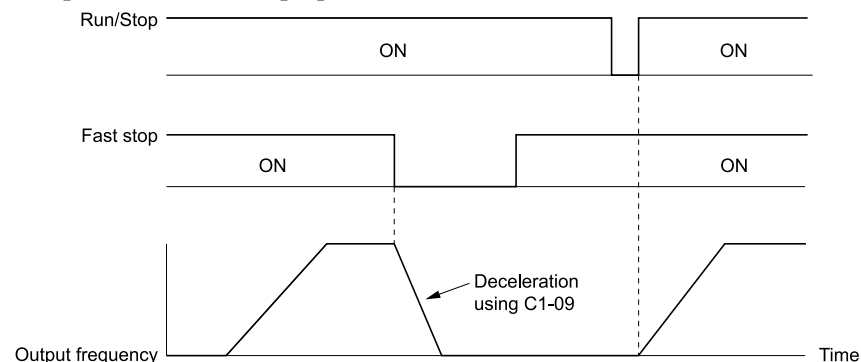 Run/Stop
ON
ON
Fast stop
ON
ON
Deceleration
using C1-09
Output frequency
Time